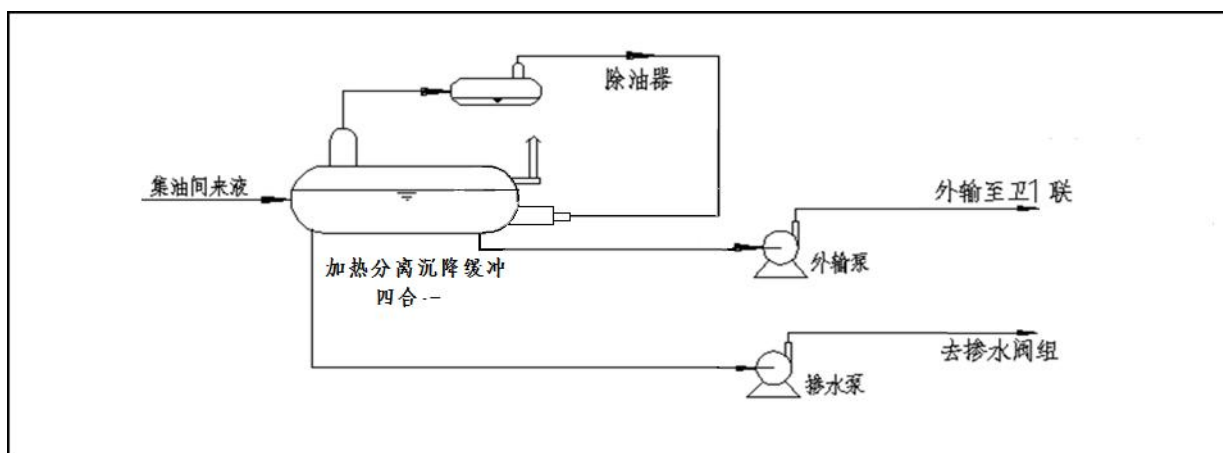 除油器
集油间来液
外输至卫1联
加热分离沉降缓冲
四合一
外输泵
去掺水阀组
掺水泵